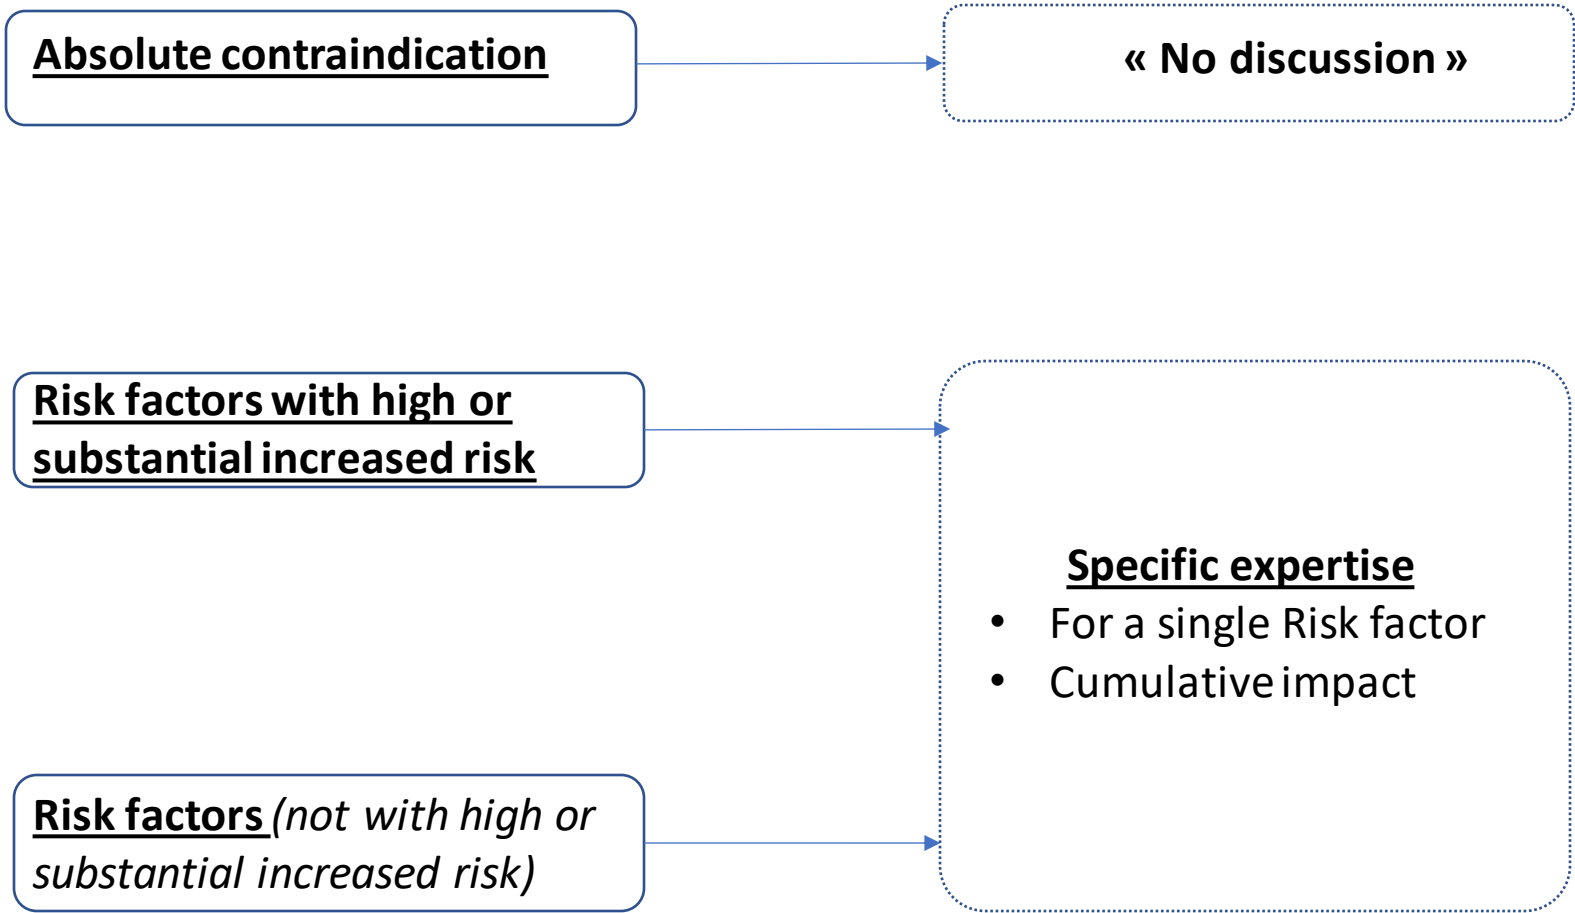 Absolute contraindication
« No discussion »
Risk factors with high or
substantial increased risk
Specific expertise
• For a single Risk factor
• Cumulative impact
Risk factors (not with high or
substantial increased risk)